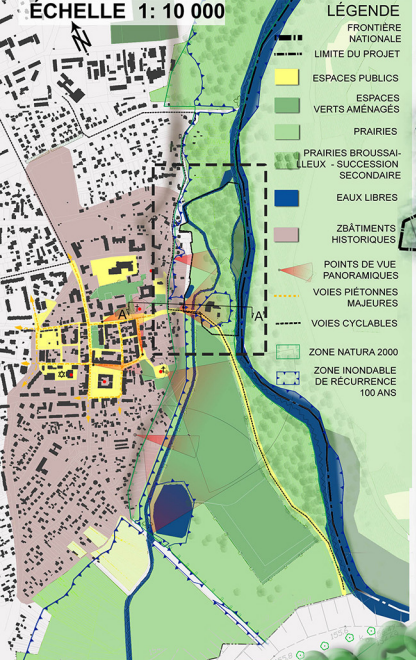 ÉCHELLE 1: 10 000
N
LÉGENDE
FRONTIÈRE
NATIONALE
LIMITE DU PROJET
ESPACES PUBLICS
ESPACES
VERTS AMÉNAGÉS
PRAIRIES
PRAIRIES BROUSSAI-
LLEUX - SUCCESSION
SECONDAIRE
EAUX LIBRES
ZBÂTIMENTS
HISTORIQUES
POINTS DE VUE
PANORAMIQUES
VOIES PIÉTONNES
MAJEURES
VOIES CYCLABLES
ZONE NATURA 2000
ZONE INONDABLE
DE RÉCURRENCE
100 ANS
A'
A'